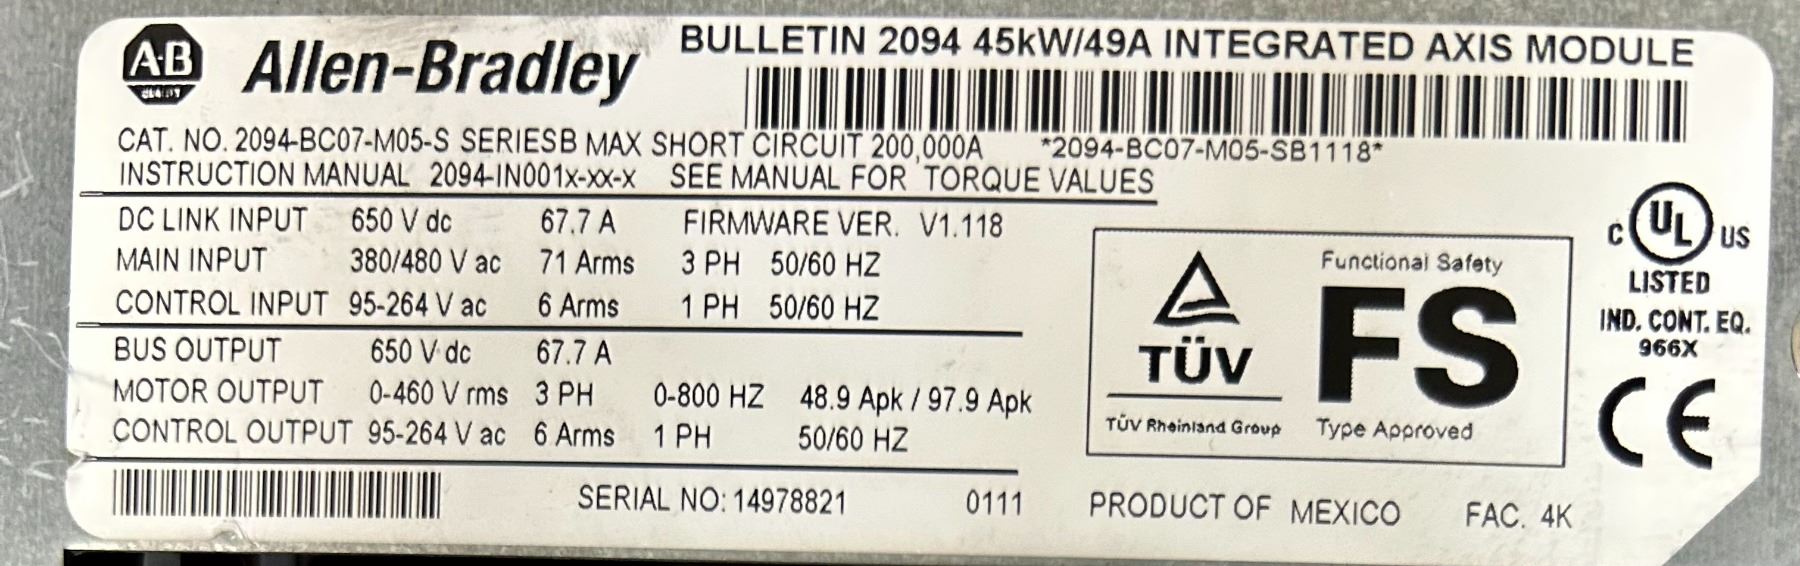 A-B
QUALITY
Allen-Bradley
BULLETIN 2094 45kW/49A INTEGRATED AXIS MODULE
CAT. NO. 2094-BC07-M05-S SERIESB MAX SHORT CIRCUIT 200,000A *2094-BC07-M05-SB1118*
INSTRUCTION MANUAL 2094-IN001x-xx-x SEE MANUAL FOR TORQUE VALUES
DC LINK INPUT 650 V dc 67.7 A FIRMWARE VER. V1.118
MAIN INPUT 380/480 V ac 71 Arms 3 PH 50/60 HZ
CONTROL INPUT 95-264 V ac 6 Arms 1 PH 50/60 HZ
BUS OUTPUT 650 V dc 67.7 A
MOTOR OUTPUT 0-460 V rms 3 PH 0-800 HZ 48.9 Apk / 97.9 Apk
CONTROL OUTPUT 95-264 V ac 6 Arms 1 PH 50/60 HZ
SERIAL NO: 14978821 0111
TÜV
TÜV Rheinland Group
Functional Safety
FS
Type Approved
C UL US
LISTED
IND. CONT. EQ.
966X
CE
PRODUCT OF MEXICO FAC. 4K